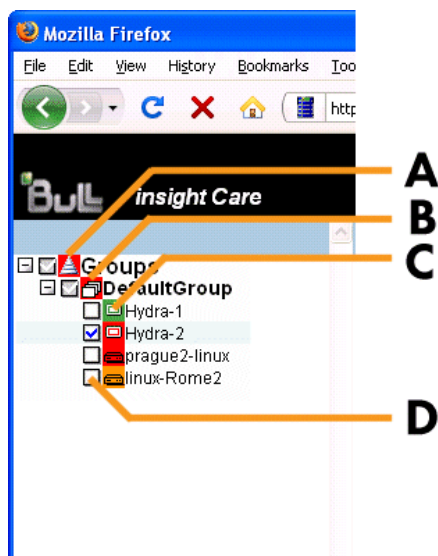 Mozilla Firefox
File Edit View History Bookmarks Too
http
Bull insight Care
A
B
C
Groups
DefaultGroup
Hydra-1
Hydra-2
prague2-linux
linux-Rome2
D